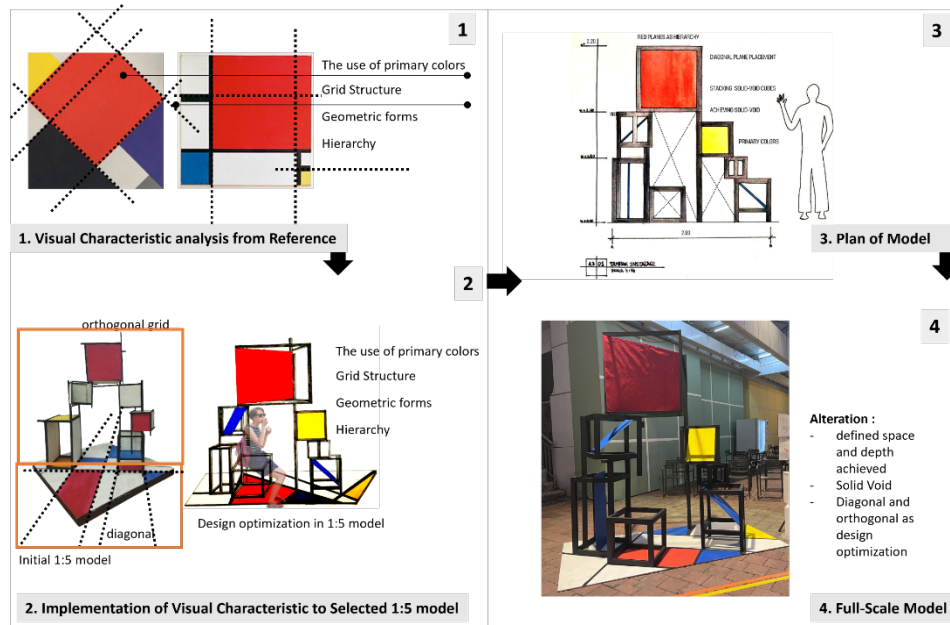 1
The use of primary colors
Grid Structure
Geometric forms
Hierarchy
1. Visual Characteristic analysis from Reference
2
orthogonal grid
diagonal
Initial 1:5 model
The use of primary colors
Grid Structure
Geometric forms
Hierarchy
Design optimization in 1:5 model
2. Implementation of Visual Characteristic to Selected 1:5 model
3
RED PLANES AS HIERARCHY
2.20
DIAGONAL PLANE PLACEMENT
STACKING SOLID-VOID CUBES
ACHIEVING SOLID-VOID
PRIMARY COLORS
3. Plan of Model
4
Alteration :
- defined space
and depth
achieved
- Solid Void
- Diagonal and
orthogonal as
design
optimization
4. Full-Scale Model